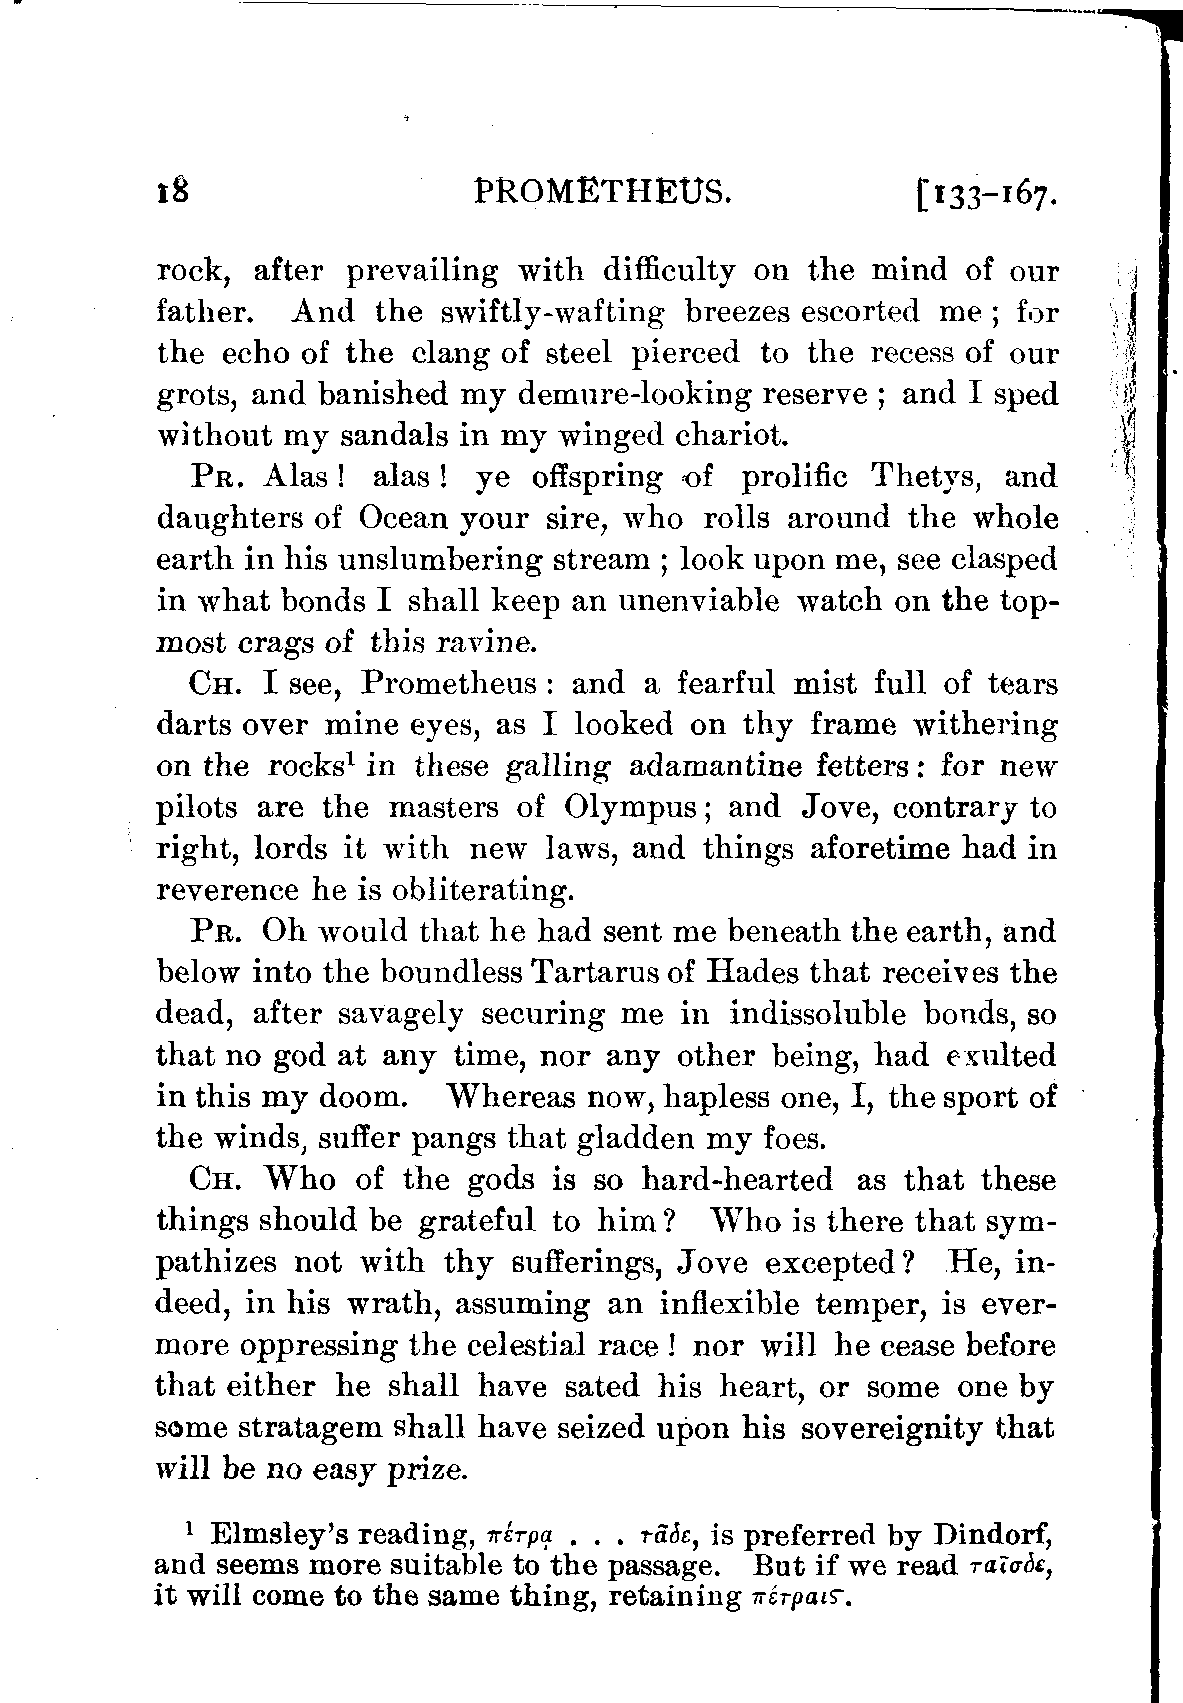 18 PROMETHEUS. [133–167.
rock, after prevailing with difficulty on the mind of our
father. And the swiftly-wafting breezes escorted me ; for
the echo of the clang of steel pierced to the recess of our
grots, and banished my demure-looking reserve ; and I sped
without my sandals in my winged chariot.
PR. Alas ! alas ! ye offspring of prolific Thetys, and
daughters of Ocean your sire, who rolls around the whole
earth in his unslumbering stream ; look upon me, see clasped
in what bonds I shall keep an unenviable watch on the top-
most crags of this ravine.
CH. I see, Prometheus : and a fearful mist full of tears
darts over mine eyes, as I looked on thy frame withering
on the rocks¹ in these galling adamantine fetters : for new
pilots are the masters of Olympus ; and Jove, contrary to
right, lords it with new laws, and things aforetime had in
reverence he is obliterating.
PR. Oh would that he had sent me beneath the earth, and
below into the boundless Tartarus of Hades that receives the
dead, after savagely securing me in indissoluble bonds, so
that no god at any time, nor any other being, had exulted
in this my doom. Whereas now, hapless one, I, the sport of
the winds, suffer pangs that gladden my foes.
CH. Who of the gods is so hard-hearted as that these
things should be grateful to him ? Who is there that sym-
pathizes not with thy sufferings, Jove excepted ? He, in-
deed, in his wrath, assuming an inflexible temper, is ever-
more oppressing the celestial race ! nor will he cease before
that either he shall have sated his heart, or some one by
some stratagem shall have seized upon his sovereignity that
will be no easy prize.
¹ Elmsley's reading, πέτρᾳ . . . τᾶδε, is preferred by Dindorf,
and seems more suitable to the passage. But if we read ταῖσδε,
it will come to the same thing, retaining πέτραις.